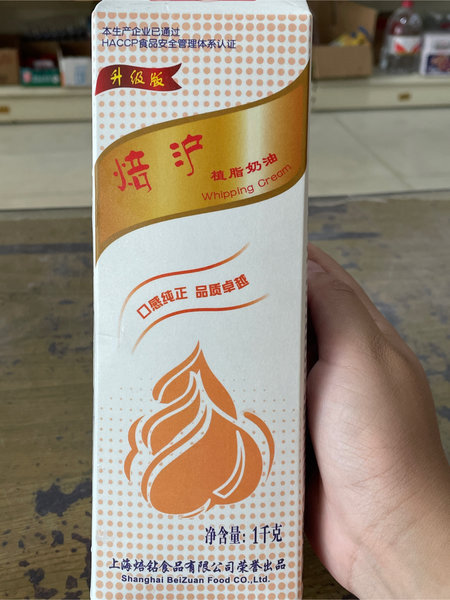 本生产企业已通过
HACCP食品安全管理体系认证
升级版
焙沪
植脂奶油
Whipping Cream
口感纯正 品质卓越
净含量: 1千克
上海焙钻食品有限公司荣誉出品
Shanghai BeiZuan Food CO., Ltd.